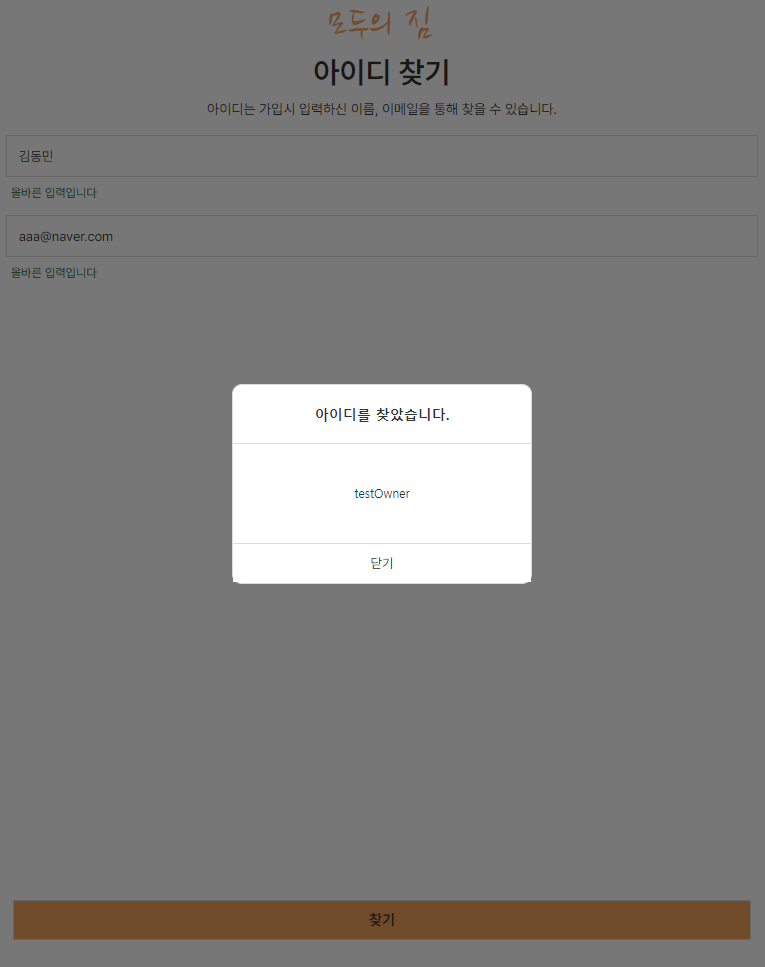 모두의 짐
아이디 찾기
아이디는 가입시 입력하신 이름, 이메일을 통해 찾을 수 있습니다.
김동민
올바른 입력입니다
aaa@naver.com
올바른 입력입니다
아이디를 찾았습니다.
testOwner
닫기
찾기